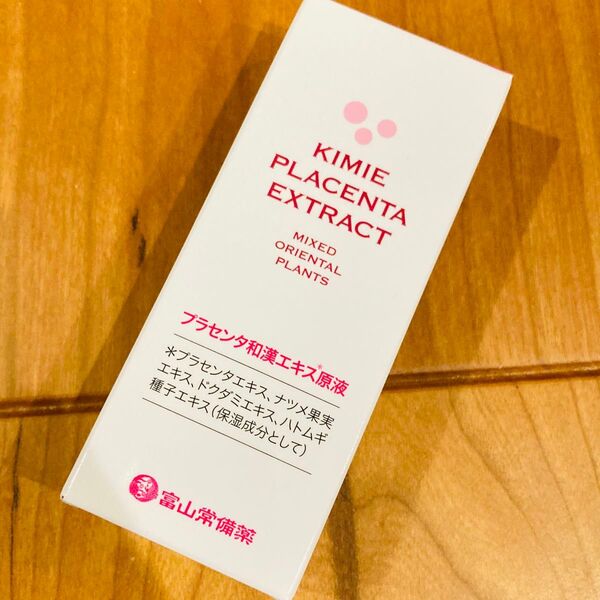 KIMIE
PLACENTA
EXTRACT
MIXED
ORIENTAL
PLANTS
プラセンタ和漢エキス*原液
*プラセンタエキス、ナツメ果実
エキス、ドクダミエキス、ハトムギ
種子エキス(保湿成分として)
富山常備薬